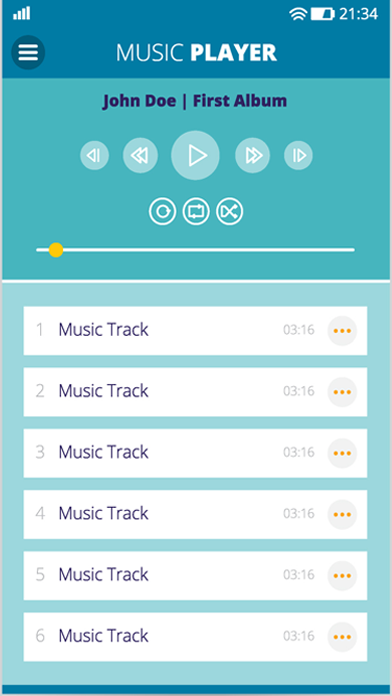 21:34
MUSIC PLAYER
John Doe | First Album
1 Music Track 03:16
2 Music Track 03:16
3 Music Track 03:16
4 Music Track 03:16
5 Music Track 03:16
6 Music Track 03:16